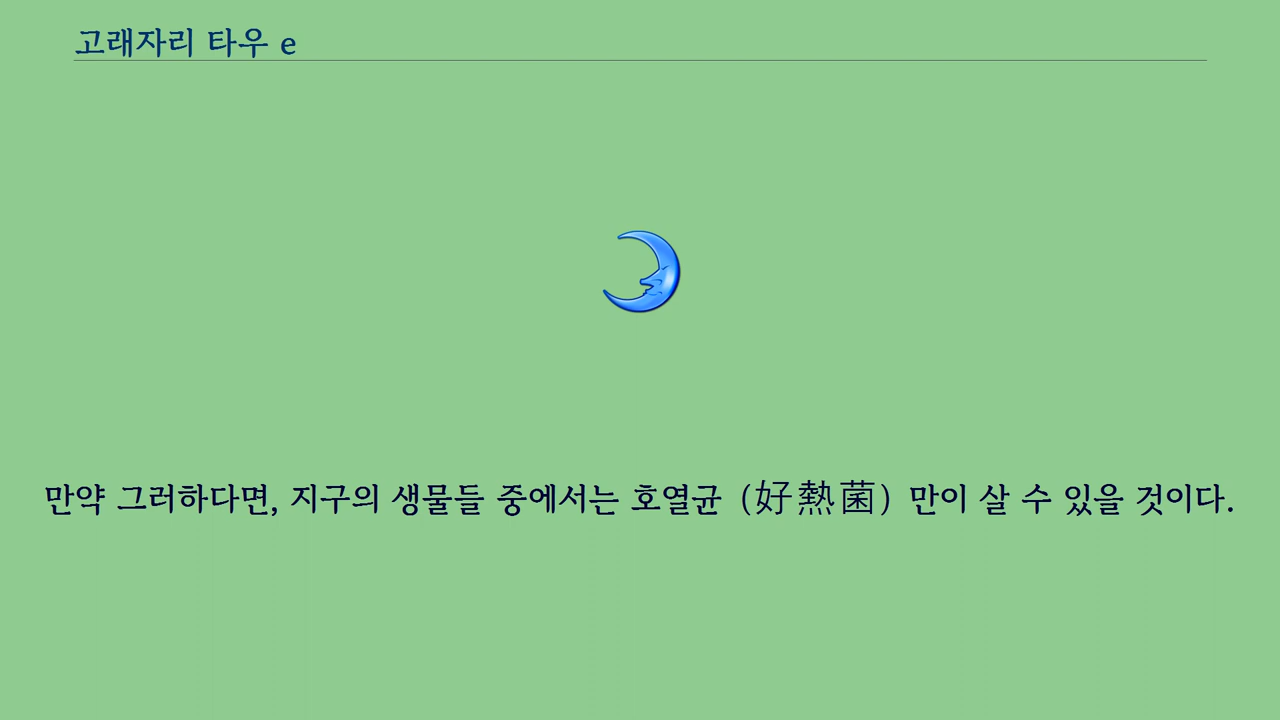 고래자리 타우 e
만약 그러하다면, 지구의 생물들 중에서는 호열균 (好熱菌) 만이 살 수 있을 것이다.